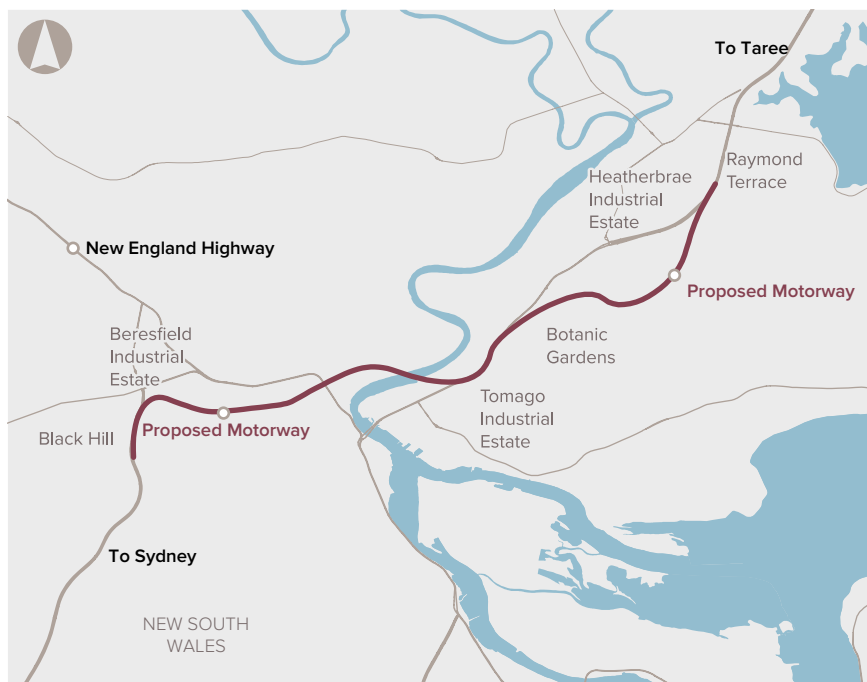 To Taree
Raymond
Terrace
Heatherbrae
Industrial
Estate
New England Highway
Proposed Motorway
Beresfield
Industrial
Estate
Botanic
Gardens
Tomago
Industrial
Estate
Black Hill
Proposed Motorway
To Sydney
NEW SOUTH
WALES